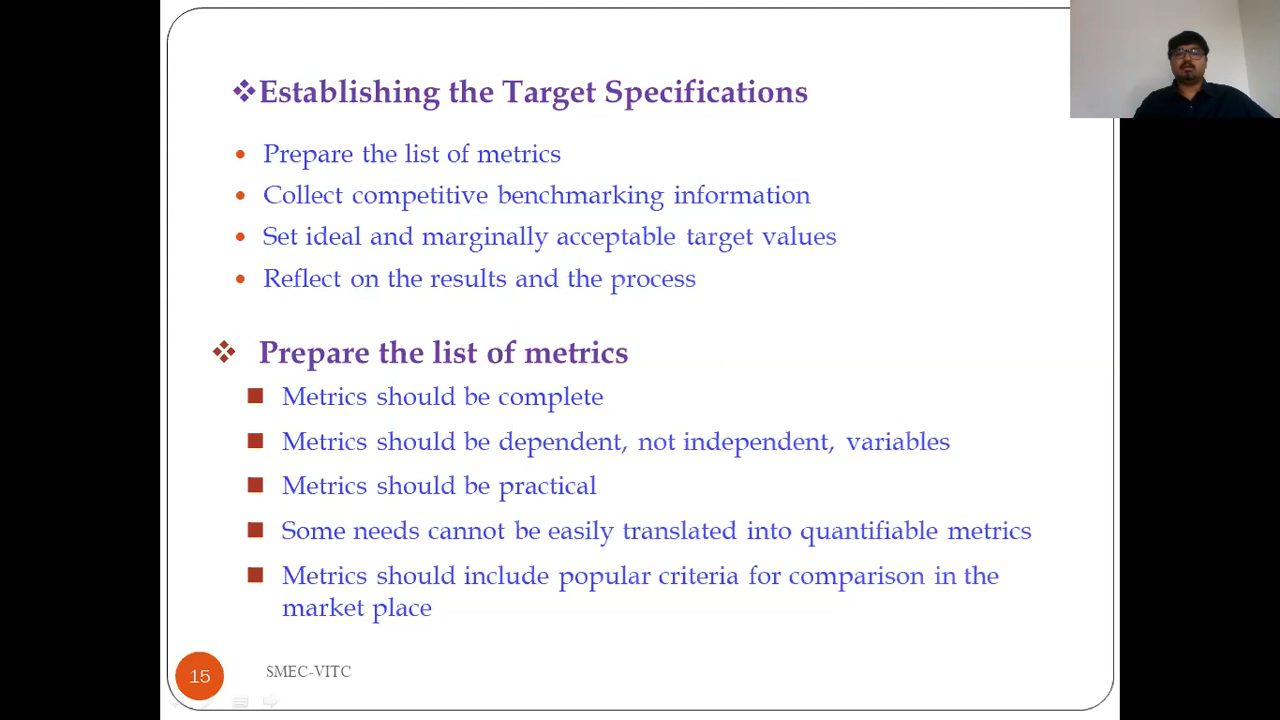 Establishing the Target Specifications
Prepare the list of metrics
Collect competitive benchmarking information
Set ideal and marginally acceptable target values
Reflect on the results and the process
Prepare the list of metrics
Metrics should be complete
Metrics should be dependent, not independent, variables
Metrics should be practical
Some needs cannot be easily translated into quantifiable metrics
Metrics should include popular criteria for comparison in the
market place
15
SMEC-VITC